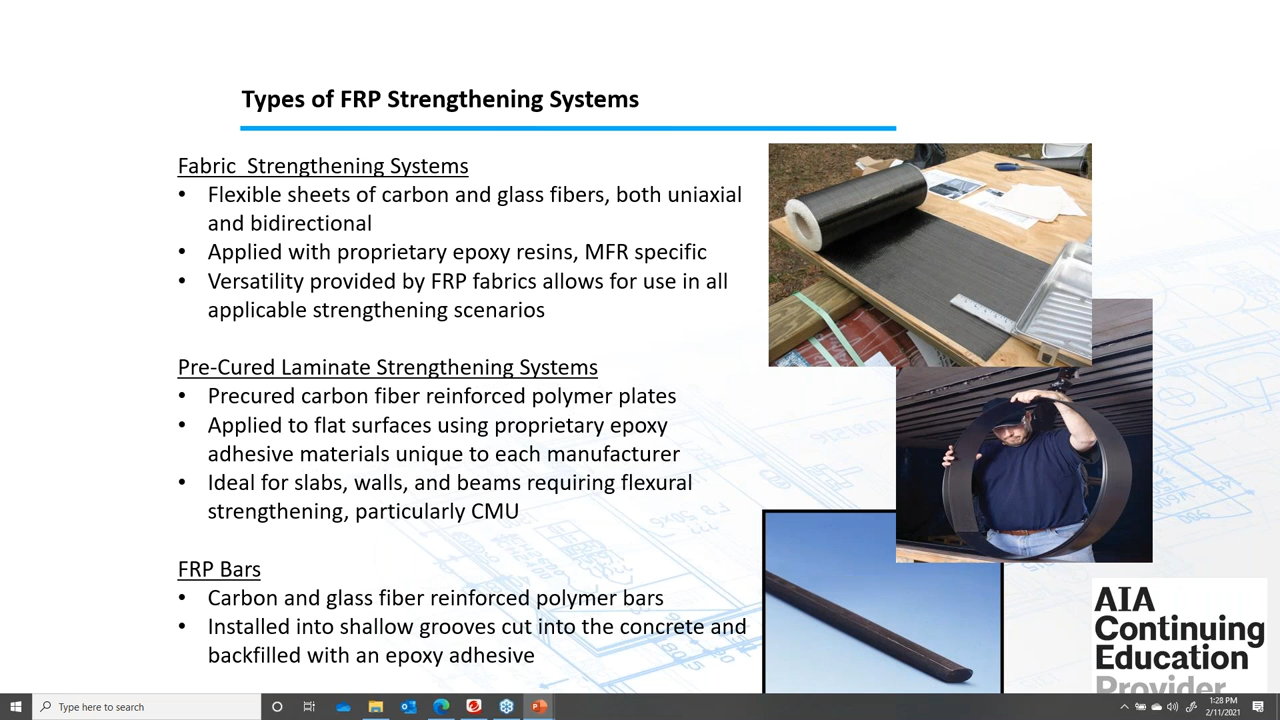 Types of FRP Strengthening Systems
Fabric  Strengthening Systems
• Flexible sheets of carbon and glass fibers, both uniaxial
and bidirectional
• Applied with proprietary epoxy resins, MFR specific
• Versatility provided by FRP fabrics allows for use in all
applicable strengthening scenarios
Pre-Cured Laminate Strengthening Systems
• Precured carbon fiber reinforced polymer plates
• Applied to flat surfaces using proprietary epoxy
adhesive materials unique to each manufacturer
• Ideal for slabs, walls, and beams requiring flexural
strengthening, particularly CMU
FRP Bars
• Carbon and glass fiber reinforced polymer bars
• Installed into shallow grooves cut into the concrete and
backfilled with an epoxy adhesive
AIA
Continuing
Education
Provider
Type here to search
1:28 PM
2/11/2021